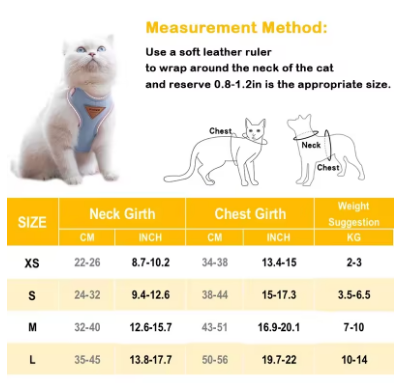 Measurement Method:
Use a soft leather ruler
to wrap around the neck of the cat
and reserve 0.8-1.2in is the appropriate size.
Chest
Neck
Chest
SIZE Neck Girth Chest Girth Weight Suggestion
CM INCH CM INCH KG
XS 22-26 8.7-10.2 34-38 13.4-15 2-3
S 24-32 9.4-12.6 38-44 15-17.3 3.5-6.5
M 32-40 12.6-15.7 43-51 16.9-20.1 7-10
L 35-45 13.8-17.7 50-56 19.7-22 10-14